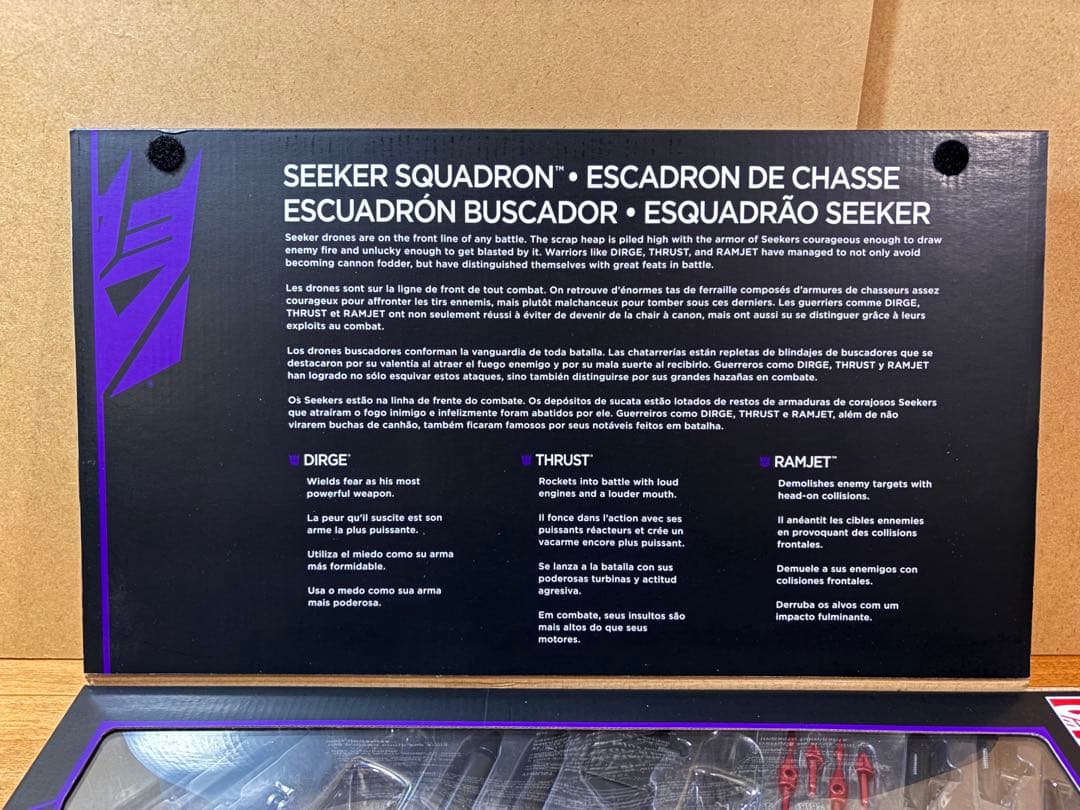 SEEKER SQUADRON™ • ESCADRON DE CHASSE
ESCUADRÓN BUSCADOR • ESQUADRÃO SEEKER
Seeker drones are on the front line of any battle. The scrap heap is piled high with the armor of Seekers courageous enough to draw
enemy fire and unlucky enough to get blasted by it. Warriors like DIRGE, THRUST, and RAMJET have managed to not only avoid
becoming cannon fodder, but have distinguished themselves with great feats in battle.
Les drones sont sur la ligne de front de tout combat. On retrouve d'énormes tas de ferraille composés d'armures de chasseurs assez
courageux pour affronter les tirs ennemis, mais plutôt malchanceux pour tomber sous ces derniers. Les guerriers comme DIRGE,
THRUST et RAMJET ont non seulement réussi à éviter de devenir de la chair à canon, mais ont aussi su se distinguer grâce à leurs
exploits au combat.
Los drones buscadores conforman la vanguardia de toda batalla. Las chatarrerías están repletas de blindajes de buscadores que se
destacaron por su valentía al atraer el fuego enemigo y por su mala suerte al recibirlo. Guerreros como DIRGE, THRUST y RAMJET
han logrado no sólo esquivar estos ataques, sino también distinguirse por sus grandes hazañas en combate.
Os Seekers estão na linha de frente do combate. Os depósitos de sucata estão lotados de restos de armaduras de corajosos Seekers
que atraíram o fogo inimigo e infelizmente foram abatidos por ele. Guerreiros como DIRGE, THRUST e RAMJET, além de não
virarem buchas de canhão, também ficaram famosos por seus notáveis feitos em batalha.
DIRGE®
Wields fear as his most
powerful weapon.
La peur qu'il suscite est son
arme la plus puissante.
Utiliza el miedo como su arma
más formidable.
Usa o medo como sua arma
mais poderosa.
THRUST®
Rockets into battle with loud
engines and a louder mouth.
Il fonce dans l'action avec ses
puissants réacteurs et crée un
vacarme encore plus puissant.
Se lanza a la batalla con sus
poderosas turbinas y actitud
agresiva.
Em combate, seus insultos são
mais altos do que seus
motores.
RAMJET™
Demolishes enemy targets with
head-on collisions.
Il anéantit les cibles ennemies
en provoquant des collisions
frontales.
Demuele a sus enemigos con
colisiones frontales.
Derruba os alvos com um
impacto fulminante.